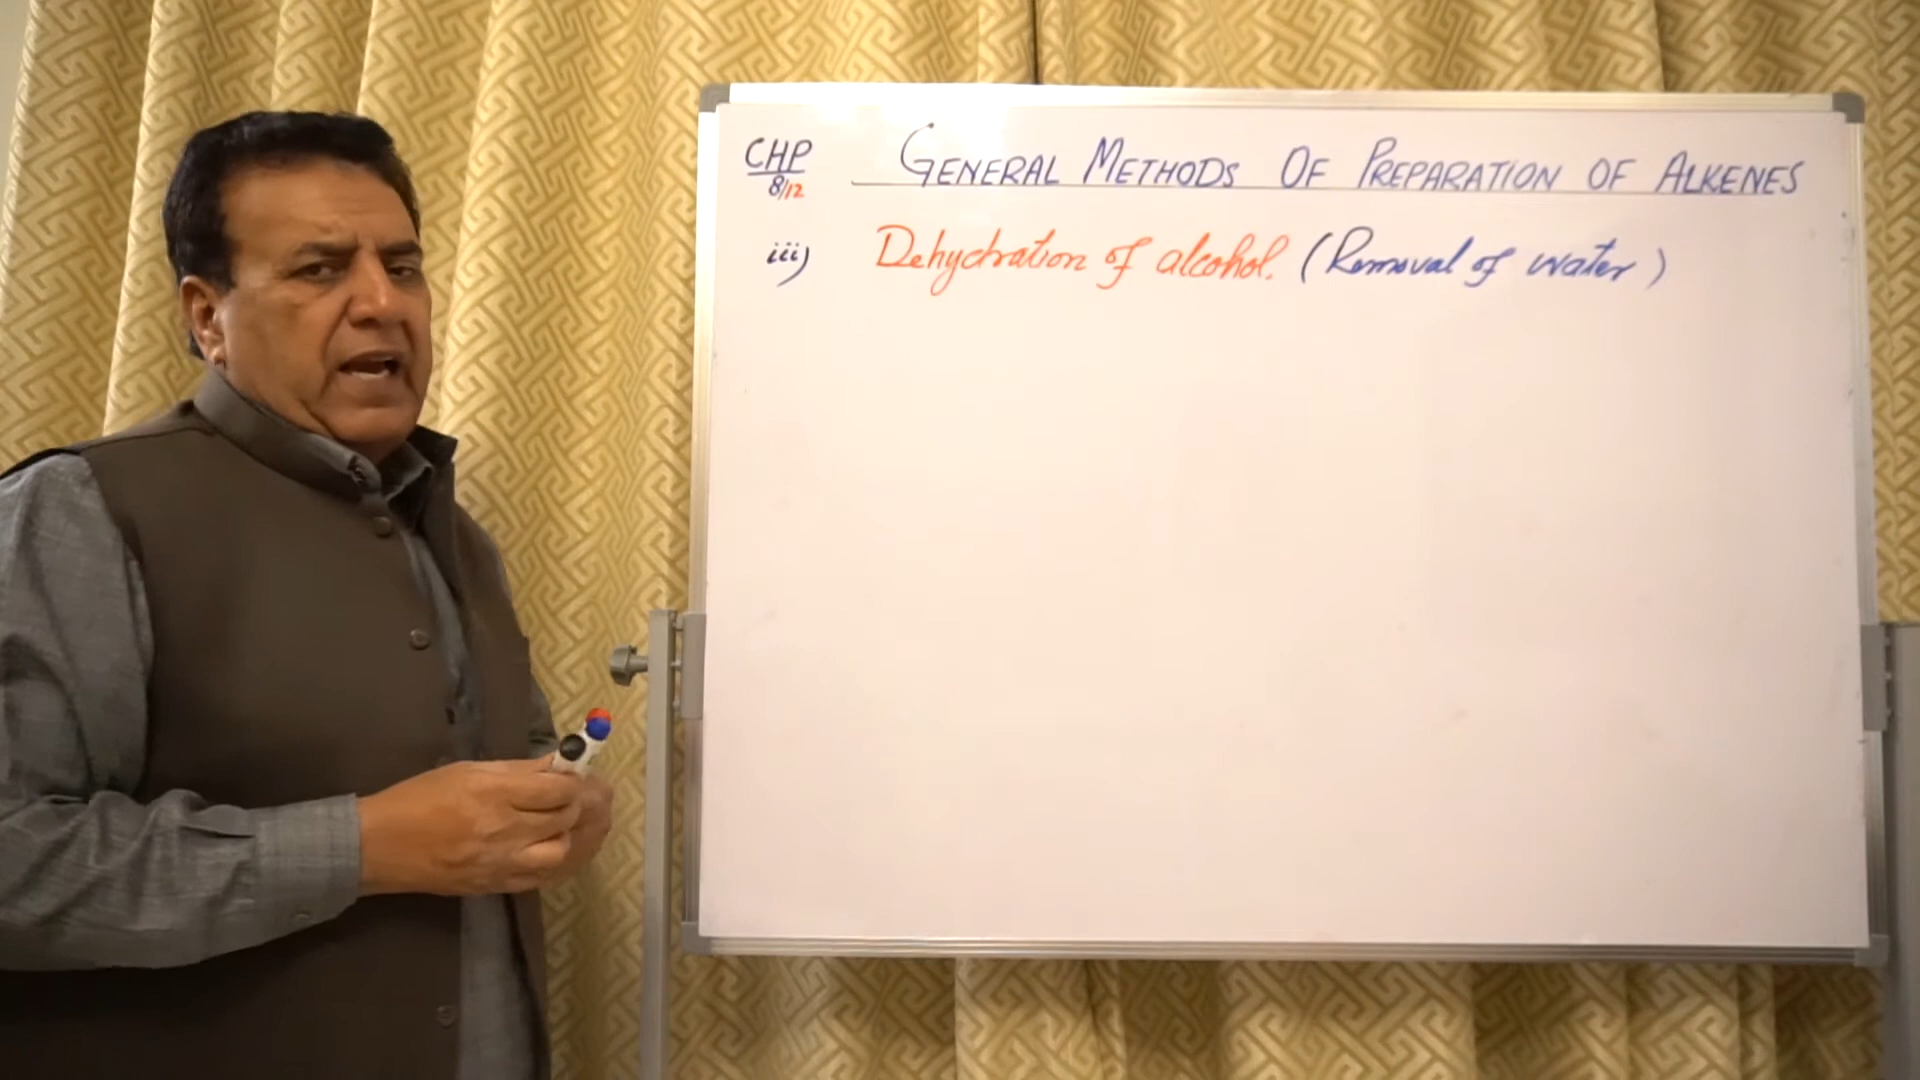 CHP GENERAL METHODS OF PREPARATION OF ALKENES
8/12
iii) Dehydration of alcohol. (Removal of water)